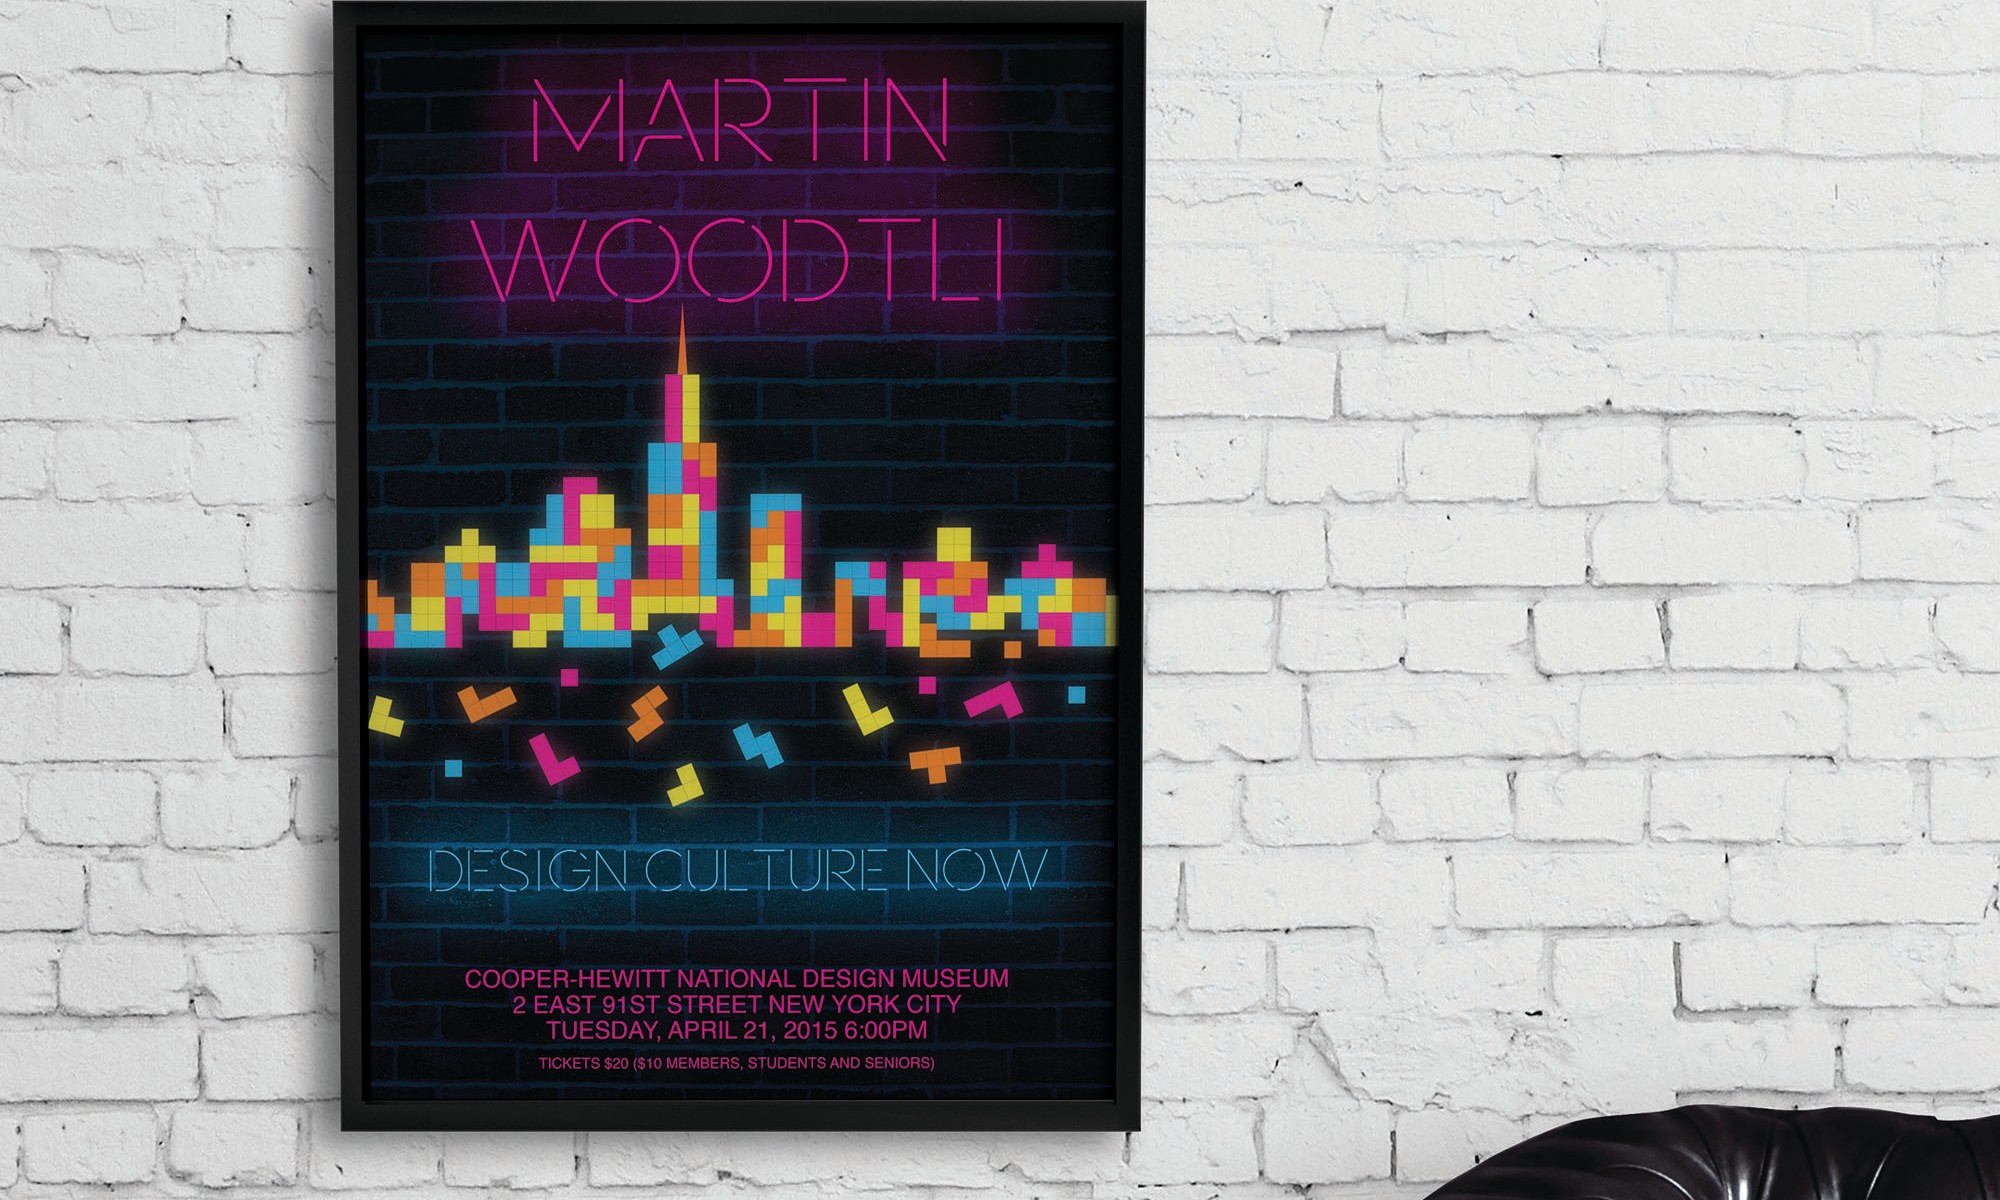 MARTIN
WOODTLI
DESIGN CULTURE NOW
COOPER-HEWITT NATIONAL DESIGN MUSEUM
2 EAST 91ST STREET NEW YORK CITY
TUESDAY, APRIL 21, 2015 6:00PM
TICKETS $20 ($10 MEMBERS, STUDENTS AND SENIORS)